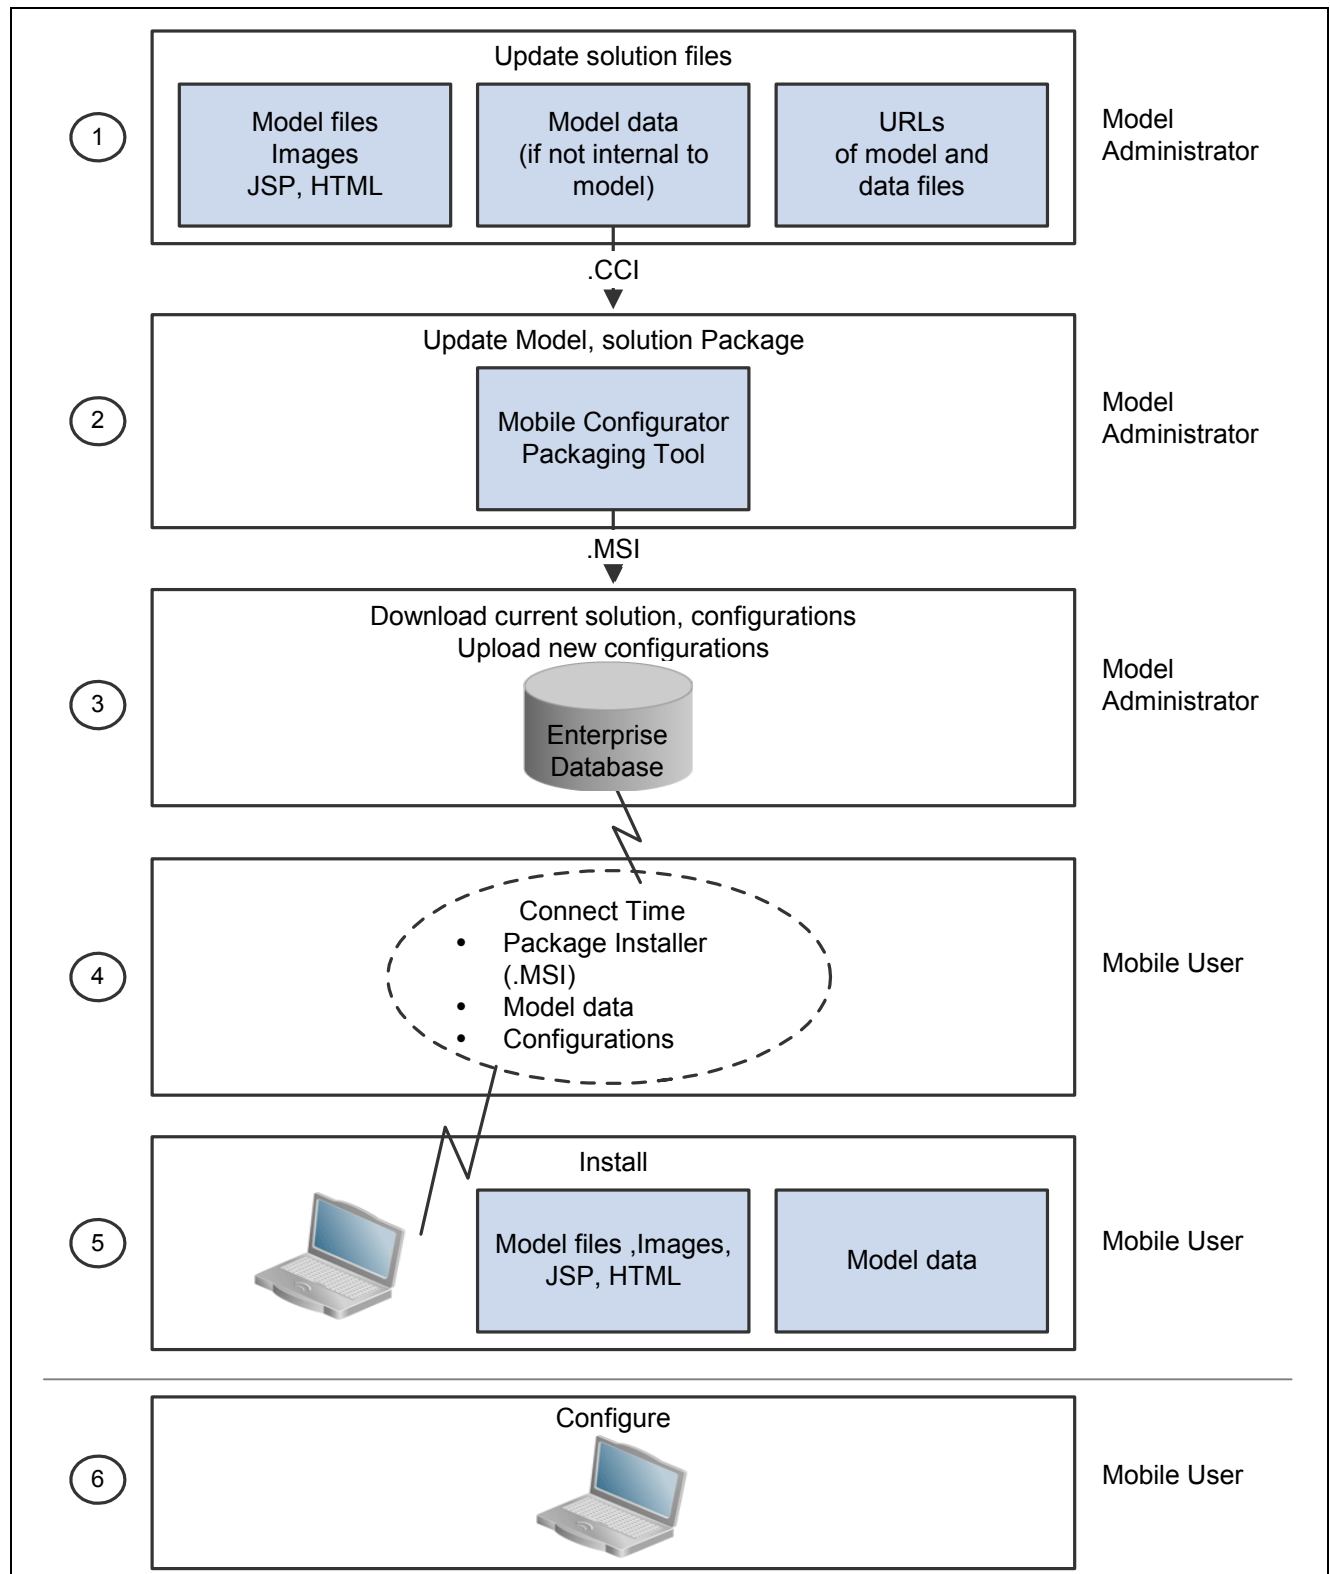 Update solution files
1
Model files
Images
JSP, HTML
Model data
(if not internal to
model)
URLs
of model and
data files
Model
Administrator
.CCI
Update Model, solution Package
2
Mobile Configurator
Packaging Tool
Model
Administrator
.MSI
Download current solution, configurations
Upload new configurations
3
Enterprise
Database
Model
Administrator
4
Connect Time
• Package Installer
(.MSI)
• Model data
• Configurations
Mobile User
Install
5
Model files ,Images,
JSP, HTML
Model data
Mobile User
Configure
6
Mobile User